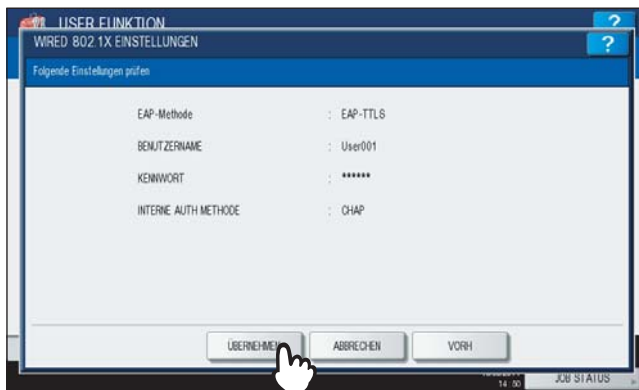 USER FUNKTION ?
WIRED 802.1X EINSTELLUNGEN ?
Folgende Einstellungen prüfen
EAP-Methode : EAP-TTLS
BENUTZERNAME : User001
KENNWORT : ******
INTERNE AUTH METHODE : CHAP
ÜBERNEHMEN ABBRECHEN VORH
14:50 JOB STATUS